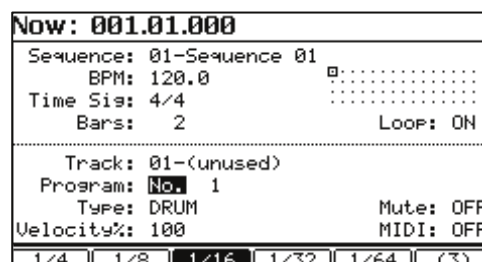 Now: 001.01.000
Sequence: 01-Sequence 01
BPM: 120.0
Time Sig: 4/4
Bars: 2 Loop: ON
Track: 01-(unused)
Program: No. 1
Type: DRUM Mute: OFF
Velocity%: 100 MIDI: OFF
1/4 1/8 1/16 1/32 1/64 (3)